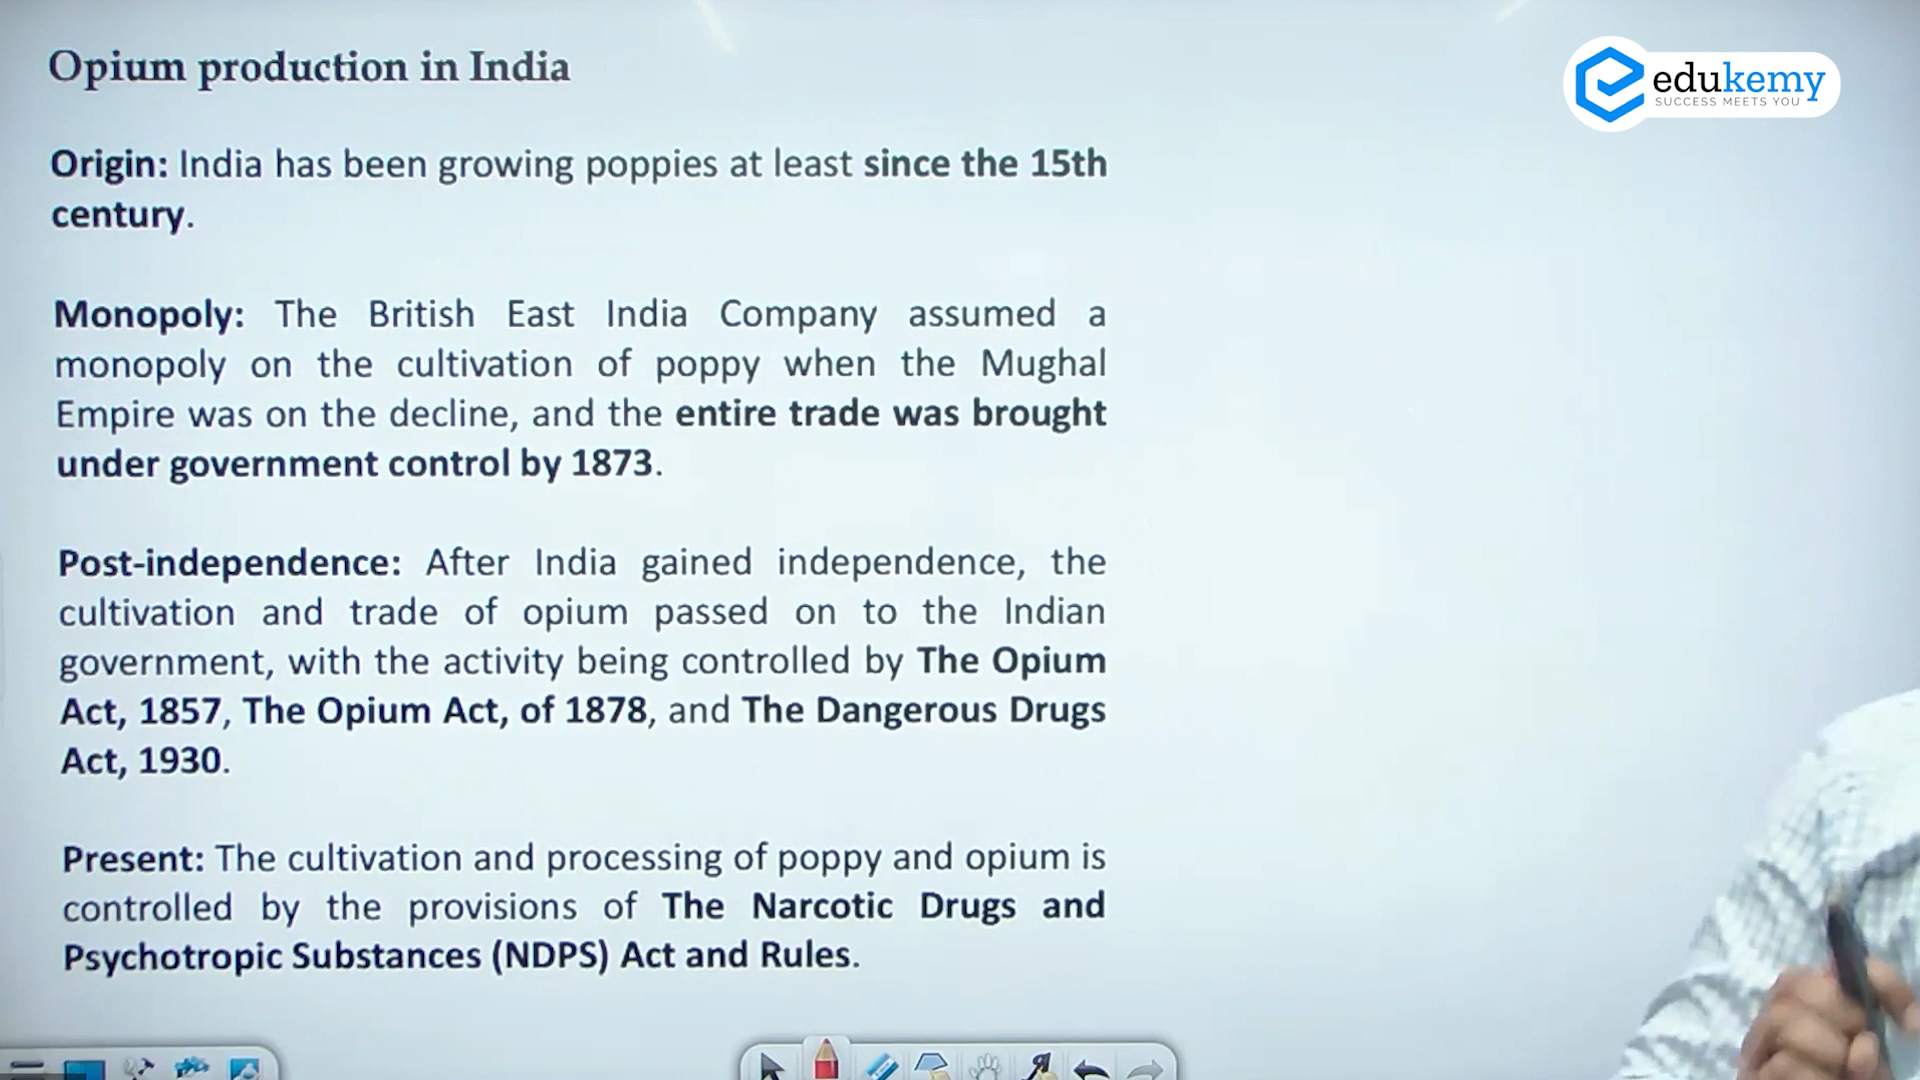 Opium production in India
edukemy
SUCCESS MEETS YOU
Origin: India has been growing poppies at least since the 15th
century.
Monopoly: The British East India Company assumed a
monopoly on the cultivation of poppy when the Mughal
Empire was on the decline, and the entire trade was brought
under government control by 1873.
Post-independence: After India gained independence, the
cultivation and trade of opium passed on to the Indian
government, with the activity being controlled by The Opium
Act, 1857, The Opium Act, of 1878, and The Dangerous Drugs
Act, 1930.
Present: The cultivation and processing of poppy and opium is
controlled by the provisions of The Narcotic Drugs and
Psychotropic Substances (NDPS) Act and Rules.